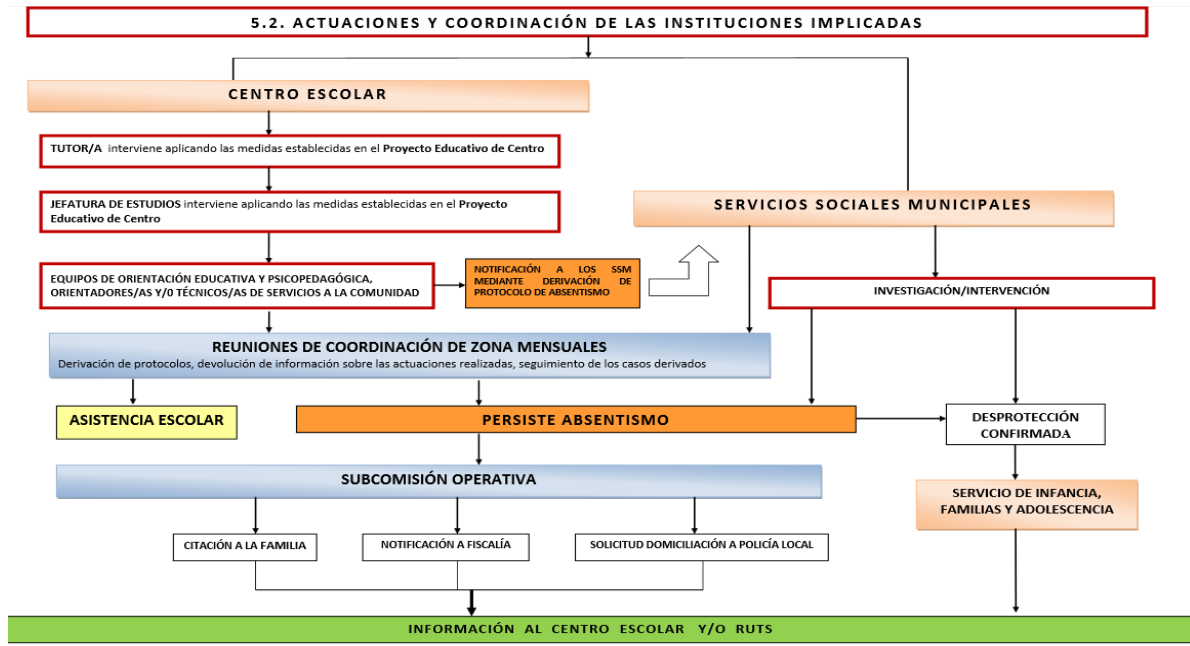 5.2. ACTUACIONES Y COORDINACIÓN DE LAS INSTITUCIONES IMPLICADAS
CENTRO ESCOLAR
TUTOR/A interviene aplicando las medidas establecidas en el Proyecto Educativo de Centro
JEFATURA DE ESTUDIOS interviene aplicando las medidas establecidas en el Proyecto
Educativo de Centro
SERVICIOS SOCIALES MUNICIPALES
EQUIPOS DE ORIENTACIÓN EDUCATIVA Y PSICOPEDAGÓGICA,
ORIENTADORES/AS Y/0 TÉCNICOS/AS DE SERVICIOS A LA COMUNIDAD
NOTIFICACIÓN A LOS SSM
MEDIANTE DERIVACIÓN DE
PROTOCOLO DE ABSENTISMO
INVESTIGACIÓN/INTERVENCIÓN
REUNIONES DE COORDINACIÓN DE ZONA MENSUALES
Derivación de protocolos, devolución de información sobre las actuaciones realizadas, seguimiento de los casos derivados
ASISTENCIA ESCOLAR
PERSISTE ABSENTISMO
DESPROTECCIÓN
CONFIRMADA
SUBCOMISIÓN OPERATIVA
SERVICIO DE INFANCIA,
FAMILIAS Y ADOLESCENCIA
CITACIÓN A LA FAMILIA
NOTIFICACIÓN A FISCALÍA
SOLICITUD DOMICILIACIÓN A POLICÍA LOCAL
INFORMACIÓN AL CENTRO ESCOLAR Y/O RUTS